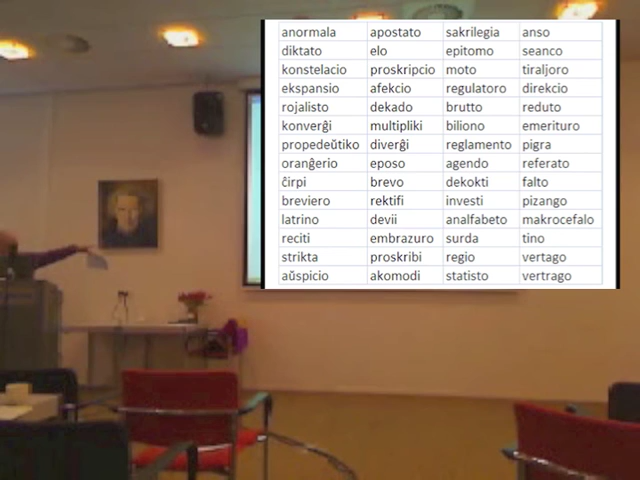 anormala apostato sakrilegia anso
diktato elo epitomo seanco
konstelacio proskripcio moto tiraljoro
ekspansio afekcio regulatoro direkcio
rojalisto dekado brutto reduto
konverĝi multipliki biliono emerituro
propedeŭtiko diverĝi reglamento pigra
oranĝerio eposo agendo referato
ĉirpi brevo dekokti falto
breviero rektifi investi pizango
latrino devii analfabeto makrocefalo
reciti embrazuro surda tino
strikta proskribi regio vertago
aŭspicio akomodi statisto vertrago